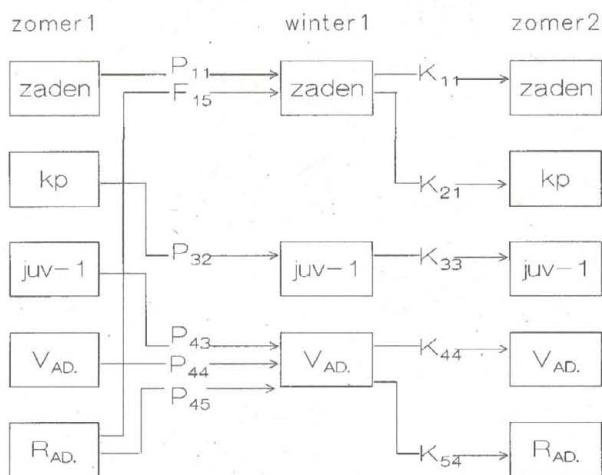 zomer1 winter1 zomer2
P11 K11
zaden zaden zaden
F15
kp K21 kp
P32 K33
juv-1 juv-1 juv-1
P43 K44
VAD. P44 VAD. VAD.
P45
RAD. K54 RAD.